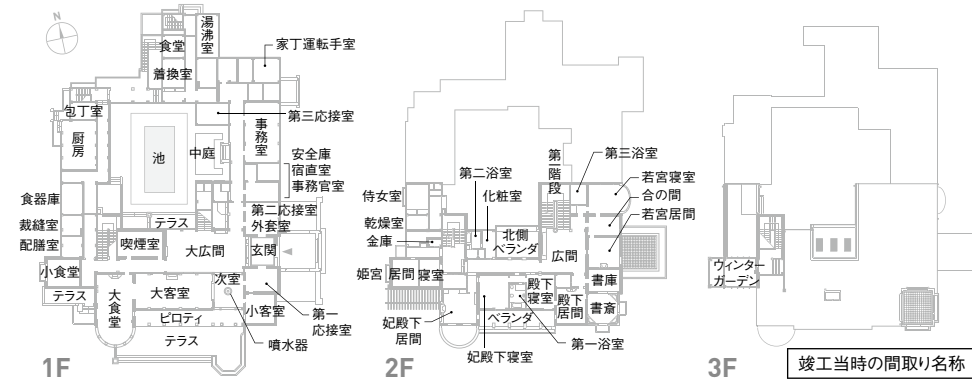 N
湯沸室
食堂
着換室
家丁運転手室
包丁室
第三応接室
厨房
池
中庭
事務室
安全庫
宿直室
事務官室
食器庫
裁縫室
配膳室
テラス
第二応接室
外套室
喫煙室
大広間
玄関
小食堂
テラス
大食堂
大客室
次室
小客室
第一応接室
ピロティ
テラス
噴水器
1F
第二浴室
第一階段
第三浴室
侍女室
化粧室
若宮寝室
合の間
若宮居間
乾燥室
金庫
北側ベランダ
広間
姫宮
居間
寝室
殿下寝室
書庫
殿下居間
書斎
妃殿下居間
ベランダ
妃殿下寝室
第一浴室
2F
ウィンターガーデン
3F
竣工当時の間取り名称